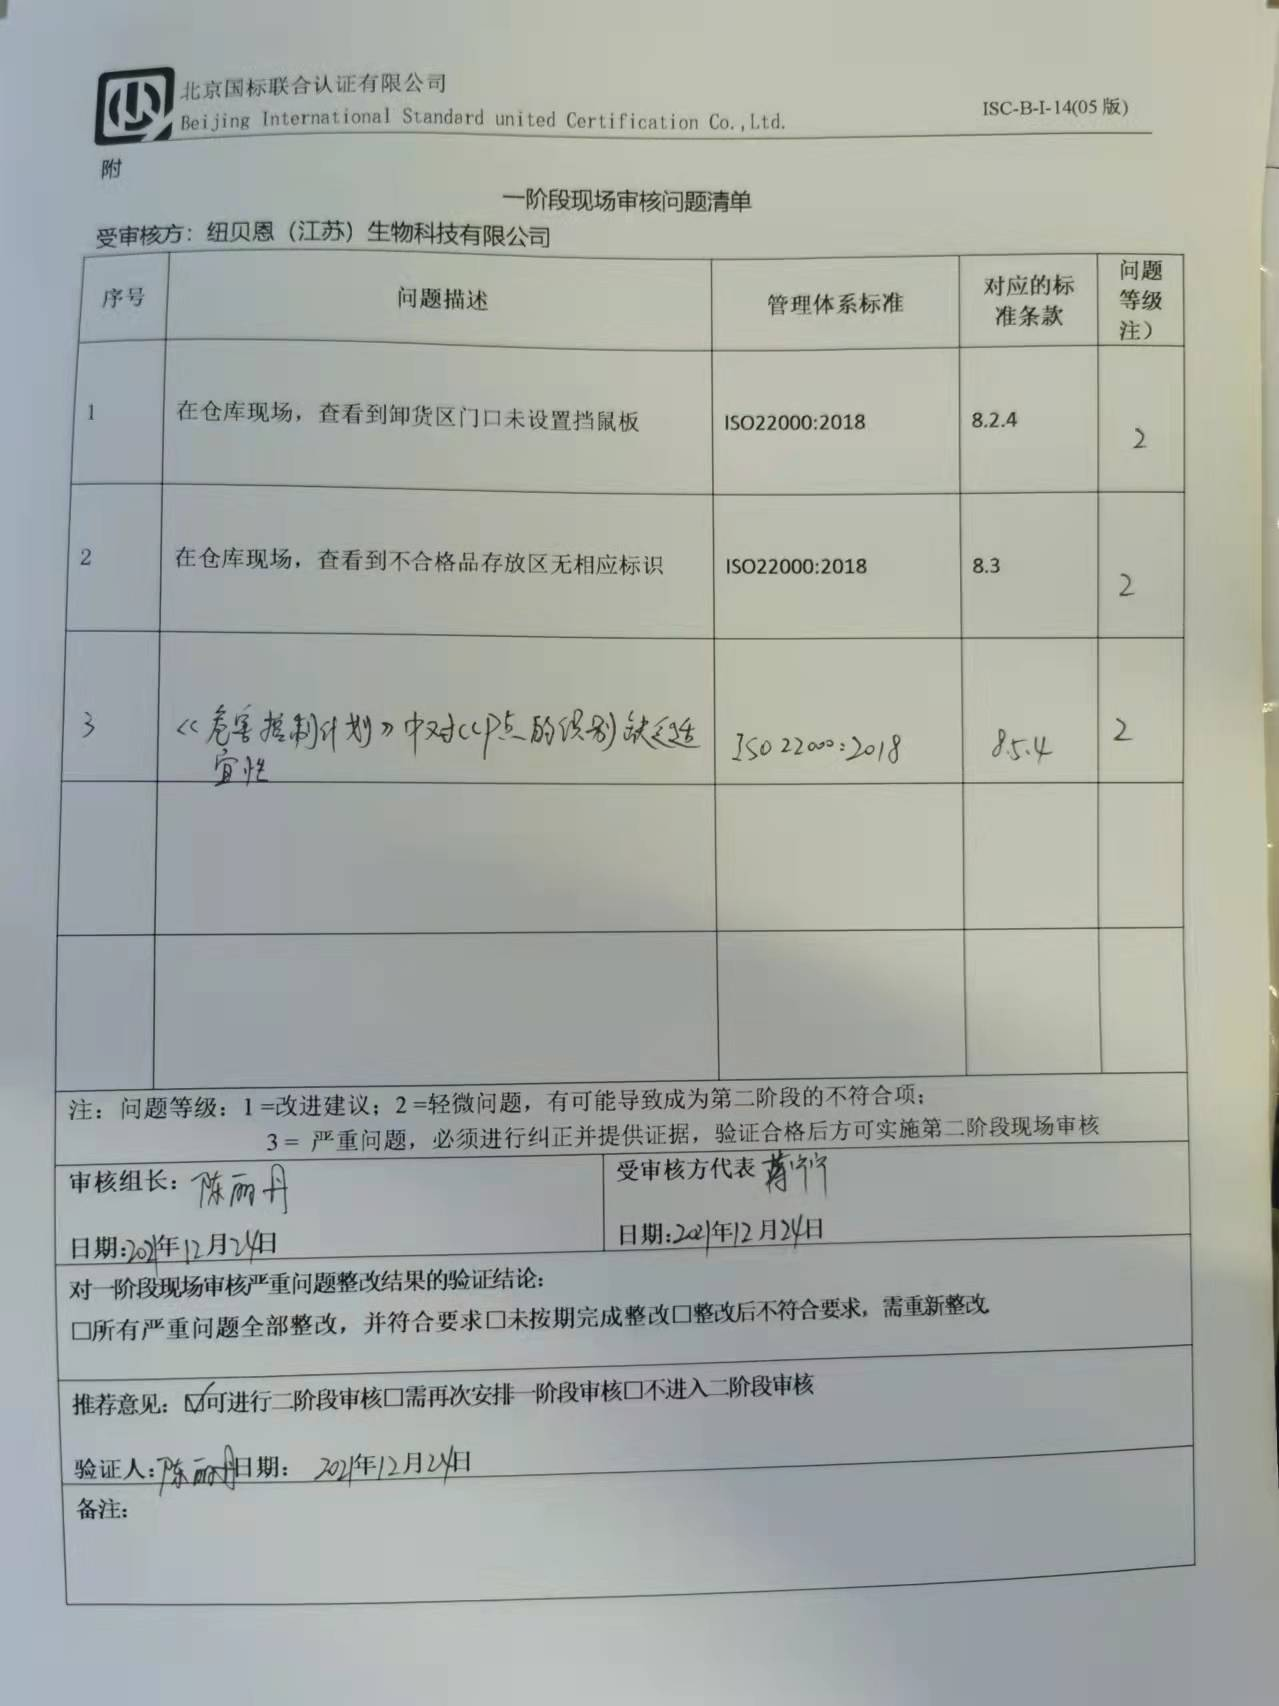 北京国标联合认证有限公司
Beijing International Standard united Certification Co.,Ltd.
ISC-B-I-14(05 版)
附
一阶段现场审核问题清单
受审核方：纽贝恩（江苏）生物科技有限公司
序号 问题描述 管理体系标准 对应的标准条款 问题等级注）
1 在仓库现场，查看到卸货区门口未设置挡鼠板 ISO22000:2018 8.2.4 2
2 在仓库现场，查看到不合格品存放区无相应标识 ISO22000:2018 8.3 2
3 《危害控制计划》中对CCP点的识别缺乏适 ISO 22000:2018 8.5.4 2
宜性
注：问题等级：1 =改进建议；2 =轻微问题，有可能导致成为第二阶段的不符合项；
3 = 严重问题，必须进行纠正并提供证据，验证合格后方可实施第二阶段现场审核
审核组长：陈丽丹
受审核方代表 蒋宁宁
日期:2021年12月24日
日期:2021年12月24日
对一阶段现场审核严重问题整改结果的验证结论：
□所有严重问题全部整改，并符合要求□未按期完成整改□整改后不符合要求，需重新整改
推荐意见：☑可进行二阶段审核□需再次安排一阶段审核□不进入二阶段审核
验证人:陈丽丹日期： 2021年12月24日
备注：